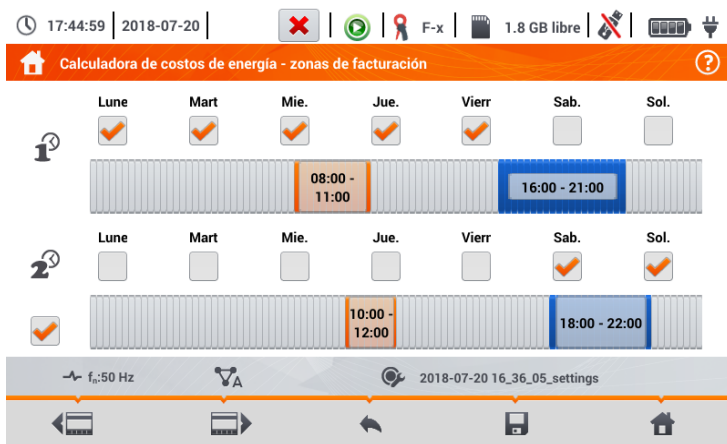 17:44:59 2018-07-20 F-x 1.8 GB libre
Calculadora de costos de energía - zonas de facturación ?
Lune Mart Mie. Jue. Vierr Sab. Sol.
1
08:00 -
11:00
16:00 - 21:00
Lune Mart Mie. Jue. Vierr Sab. Sol.
2
10:00 -
12:00
18:00 - 22:00
fn:50 Hz A 2018-07-20 16_36_05_settings